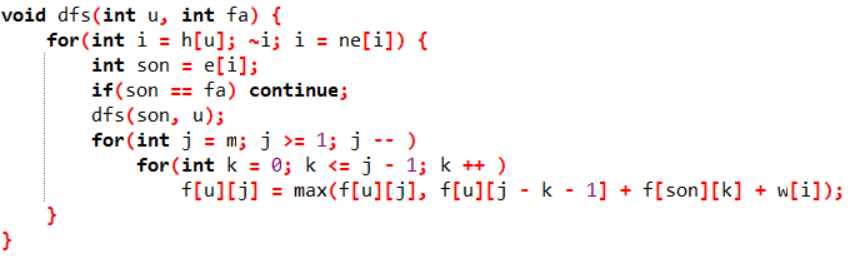 void dfs(int u, int fa) {
    for(int i = h[u]; ~i; i = ne[i]) {
        int son = e[i];
        if(son == fa) continue;
        dfs(son, u);
        for(int j = m; j >= 1; j -- )
            for(int k = 0; k <= j - 1; k ++ )
                f[u][j] = max(f[u][j], f[u][j - k - 1] + f[son][k] + w[i]);
    }
}